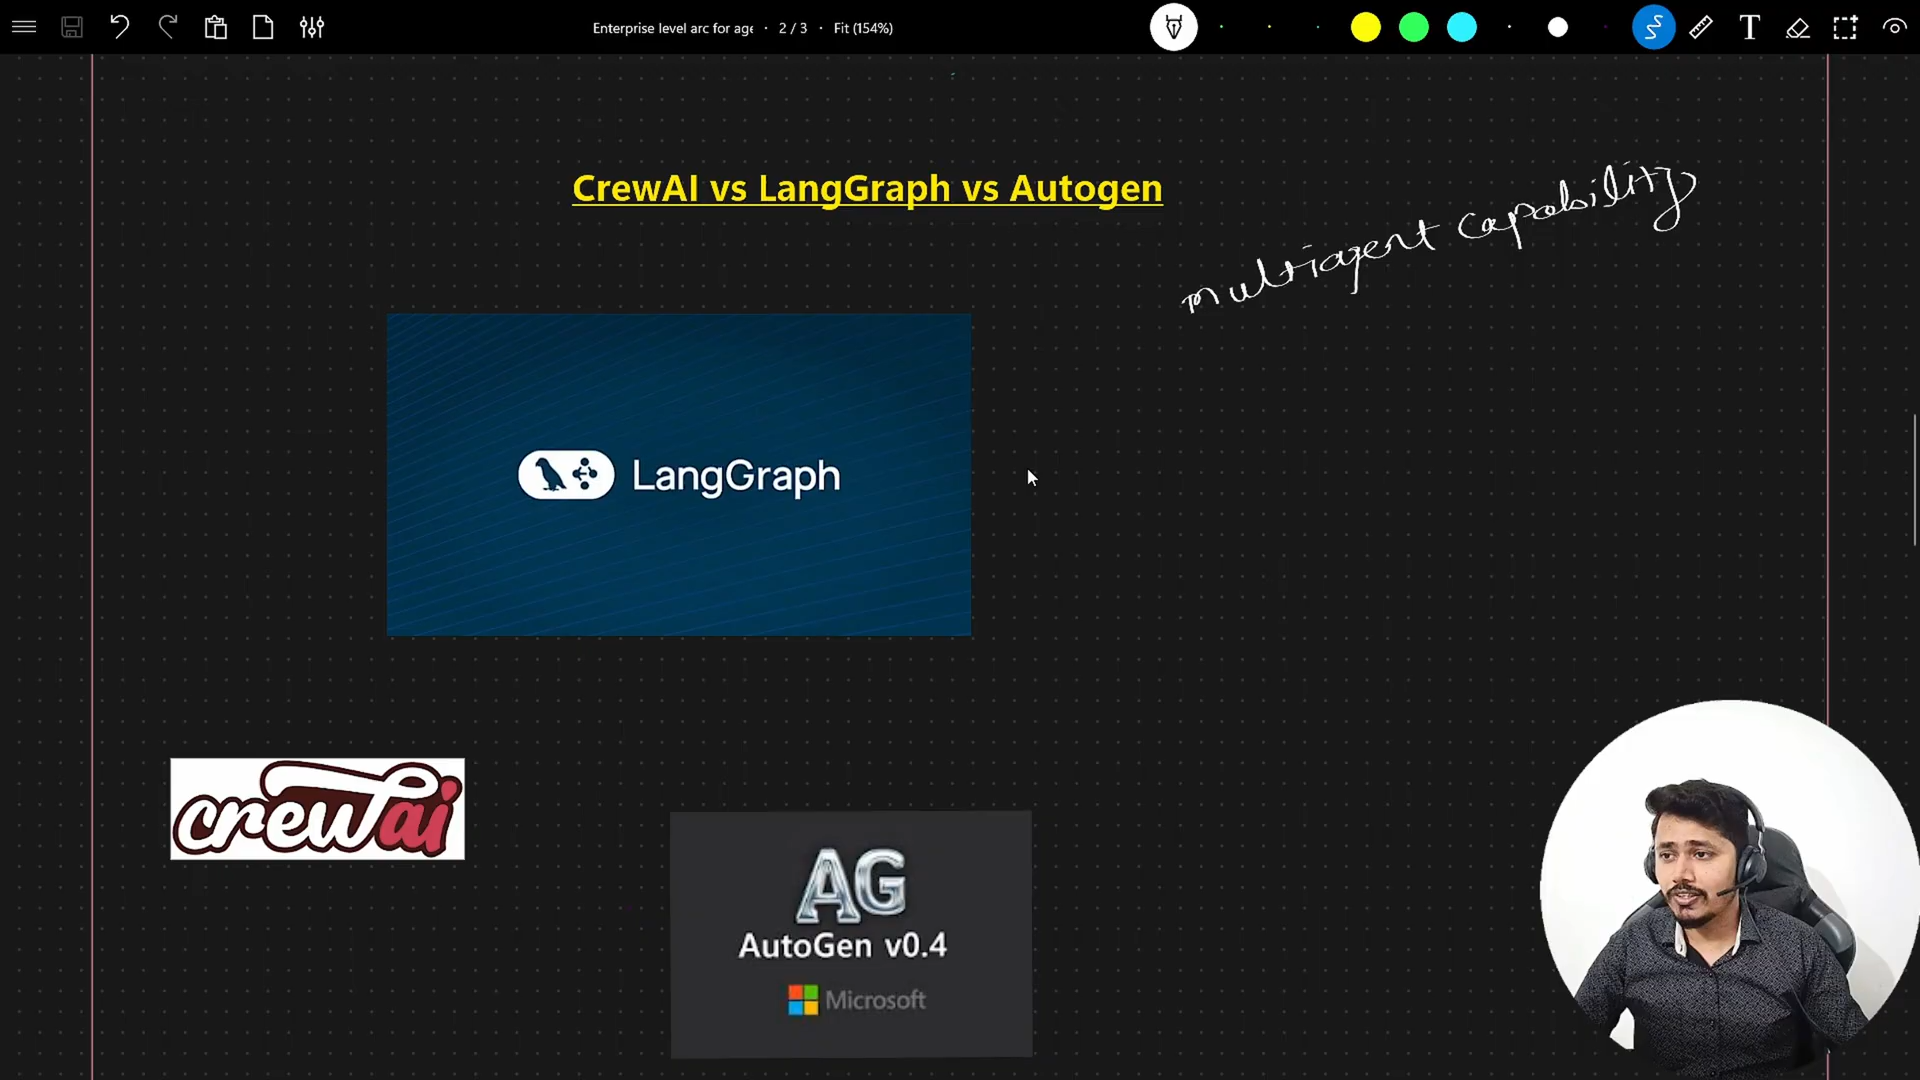 Enterprise level arc for age · 2 / 3 · Fit (154%)
CrewAI vs LangGraph vs Autogen
multiagent capability
LangGraph
crewai
AG
AutoGen v0.4
Microsoft